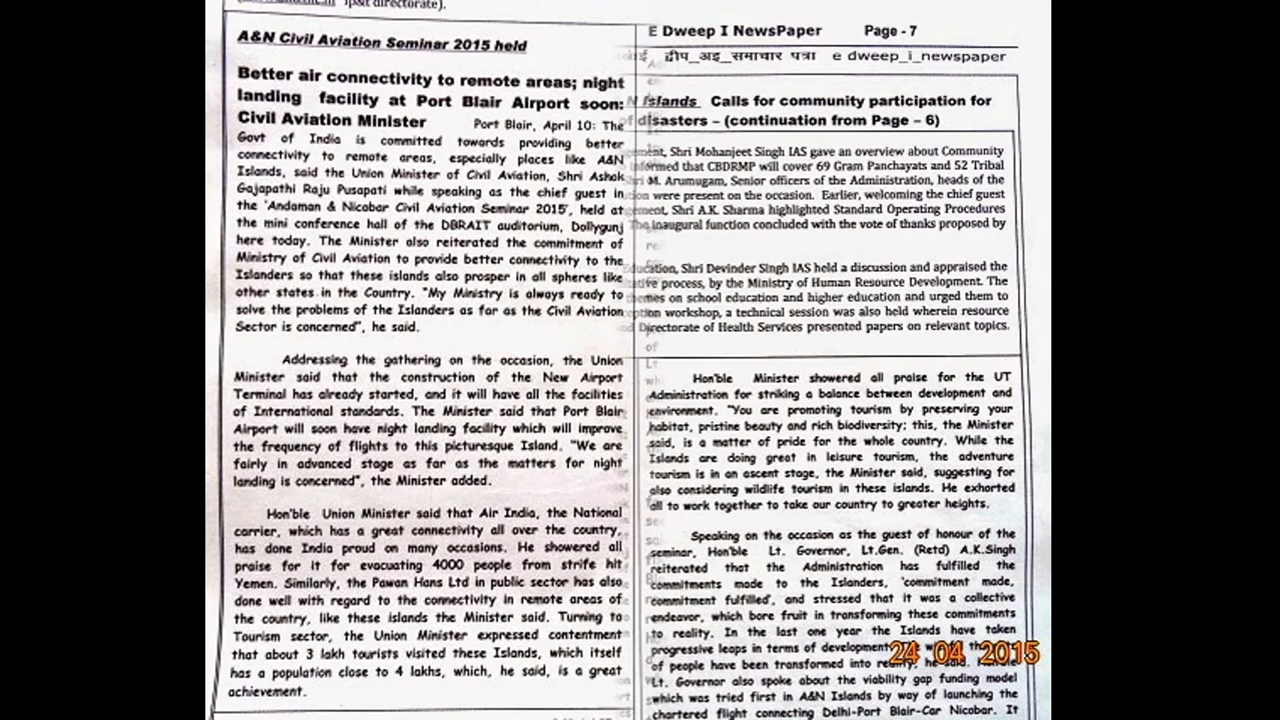 ip&t directorate).
A&N Civil Aviation Seminar 2015 held
Better air connectivity to remote areas; night
landing facility at Port Blair Airport soon:
Civil Aviation Minister Port Blair, April 10: The
Govt of India is committed towards providing better
connectivity to remote areas, especially places like A&N
Islands, said the Union Minister of Civil Aviation, Shri Ashok
Gajapathi Raju Pusapati while speaking as the chief guest in
the 'Andaman & Nicobar Civil Aviation Seminar 2015', held at
the mini conference hall of the DBRAIT auditorium, Dollygunj
here today. The Minister also reiterated the commitment of
Ministry of Civil Aviation to provide better connectivity to the
Islanders so that these islands also prosper in all spheres like
other states in the Country. "My Ministry is always ready to
solve the problems of the Islanders as far as the Civil Aviation
Sector is concerned", he said.
Addressing the gathering on the occasion, the Union
Minister said that the construction of the New Airport
Terminal has already started, and it will have all the facilities
of International standards. The Minister said that Port Blair
Airport will soon have night landing facility which will improve
the frequency of flights to this picturesque Island. "We are
fairly in advanced stage as far as the matters for night
landing is concerned", the Minister added.
Hon'ble Union Minister said that Air India, the National
carrier, which has a great connectivity all over the country,
has done India proud on many occasions. He showered all
praise for it for evacuating 4000 people from strife hit
Yemen. Similarly, the Pawan Hans Ltd in public sector has also
done well with regard to the connectivity in remote areas of
the country, like these islands the Minister said. Turning to
Tourism sector, the Union Minister expressed contentment
that about 3 lakh tourists visited these Islands, which itself
has a population close to 4 lakhs, which, he said, is a great
achievement.
E Dweep I NewsPaper Page - 7
द्वीप_अइ_समाचार पत्रा e dweep_i_newspaper
N Islands Calls for community participation for
of disasters – (continuation from Page – 6)
Shri Mohanjeet Singh IAS gave an overview about Community
informed that CBDRMP will cover 69 Gram Panchayats and 52 Tribal
M. Arumugam, Senior officers of the Administration, heads of the
were present on the occasion. Earlier, welcoming the chief guest
Shri A.K. Sharma highlighted Standard Operating Procedures
The inaugural function concluded with the vote of thanks proposed by
Education, Shri Devinder Singh IAS held a discussion and appraised the
process, by the Ministry of Human Resource Development. The
on school education and higher education and urged them to
workshop, a technical session was also held wherein resource
Directorate of Health Services presented papers on relevant topics.
Hon'ble Minister showered all praise for the UT
Administration for striking a balance between development and
environment. "You are promoting tourism by preserving your
habitat, pristine beauty and rich biodiversity; this, the Minister
said, is a matter of pride for the whole country. While the
Islands are doing great in leisure tourism, the adventure
tourism is in an ascent stage, the Minister said, suggesting for
also considering wildlife tourism in these islands. He exhorted
all to work together to take our country to greater heights.
Speaking on the occasion as the guest of honour of the
seminar, Hon'ble Lt. Governor, Lt.Gen. (Retd) A.K.Singh
reiterated that the Administration has fulfilled the
commitments made to the Islanders, 'commitment made,
commitment fulfilled', and stressed that it was a collective
endeavor, which bore fruit in transforming these commitments
to reality. In the last one year the Islands have taken
progressive leaps in terms of development
of people have been transformed into reality, he said.
Lt. Governor also spoke about the viability gap funding model
which was tried first in A&N Islands by way of launching the
chartered flight connecting Delhi-Port Blair-Car Nicobar. It
24 04 2015